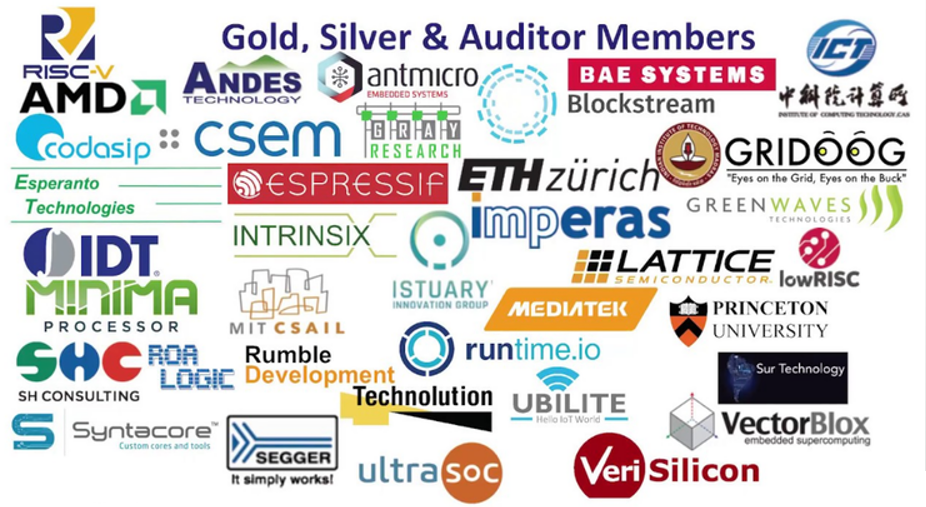 Gold, Silver & Auditor Members
RISC-V
AMD
ANDES
TECHNOLOGY
antmicro
EMBEDDED SYSTEMS
BAE SYSTEMS
Blockstream
ICT
中科院计算所
INSTITUTE OF COMPUTING TECHNOLOGY.CAS
codasip
csem
GRAY
RESEARCH
GRIDÖÖG
"Eyes on the Grid, Eyes on the Buck"
Esperanto
Technologies
ESPRESSIF
ETH zürich
imperas
GREENWAVES
TECHNOLOGIES
IDT
INTRINSIX
ISTUARY
INNOVATION GROUP
LATTICE
SEMICONDUCTOR
lowRISC
MINIMA
PROCESSOR
MIT CSAIL
MEDIATEK
PRINCETON
UNIVERSITY
SHC
SH CONSULTING
ROA
LOGIC
Rumble
Development
runtime.io
Sur Technology
Technolution
UBILITE
Hello IoT World
VectorBlox
embedded supercomputing
Syntacore™
Custom cores and tools
SEGGER
It simply works!
ultrasoc
VeriSilicon